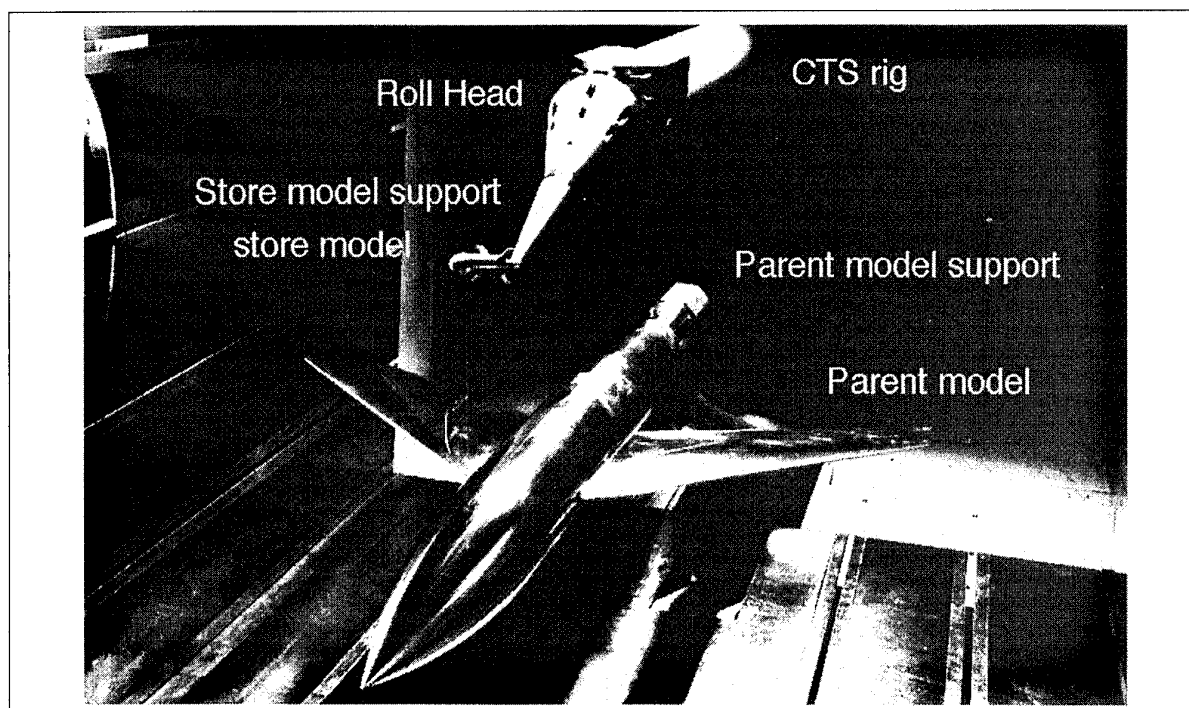 CTS rig
Roll Head
Store model support
store model
Parent model support
Parent model